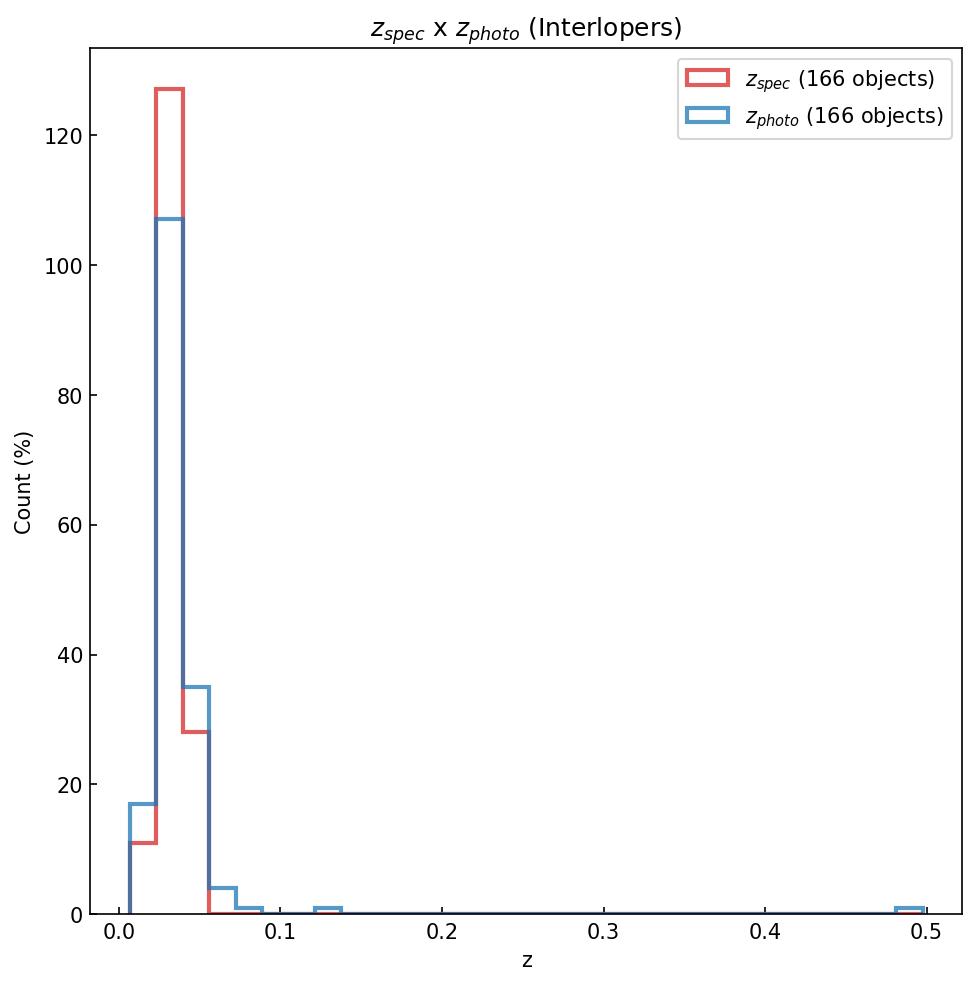 z_spec x z_photo (Interlopers)
z_spec (166 objects)
z_photo (166 objects)
Count (%)
120
100
80
60
40
20
0
0.0 0.1 0.2 0.3 0.4 0.5
z